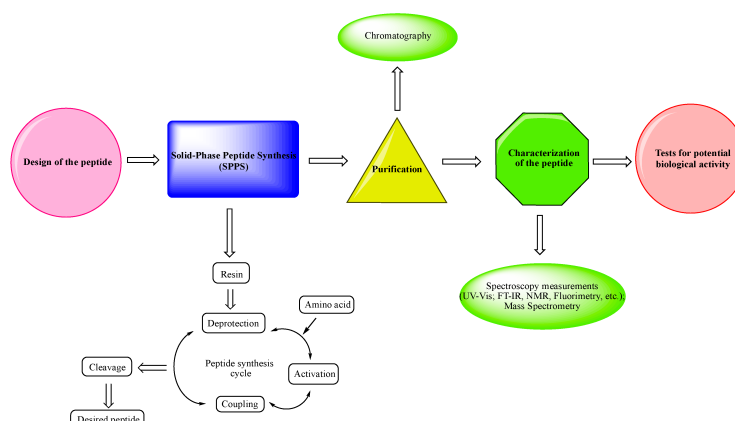 Chromatography
Design of the peptide
Solid-Phase Peptide Synthesis
(SPPS)
Purification
Characterization
of the peptide
Tests for potential
biological activity
Resin
Spectroscopy measurements
(UV-Vis; FT-IR, NMR, Fluorimetry, etc.),
Mass Spectrometry
Amino acid
Deprotection
Cleavage
Peptide synthesis
cycle
Activation
Coupling
Desired peptide